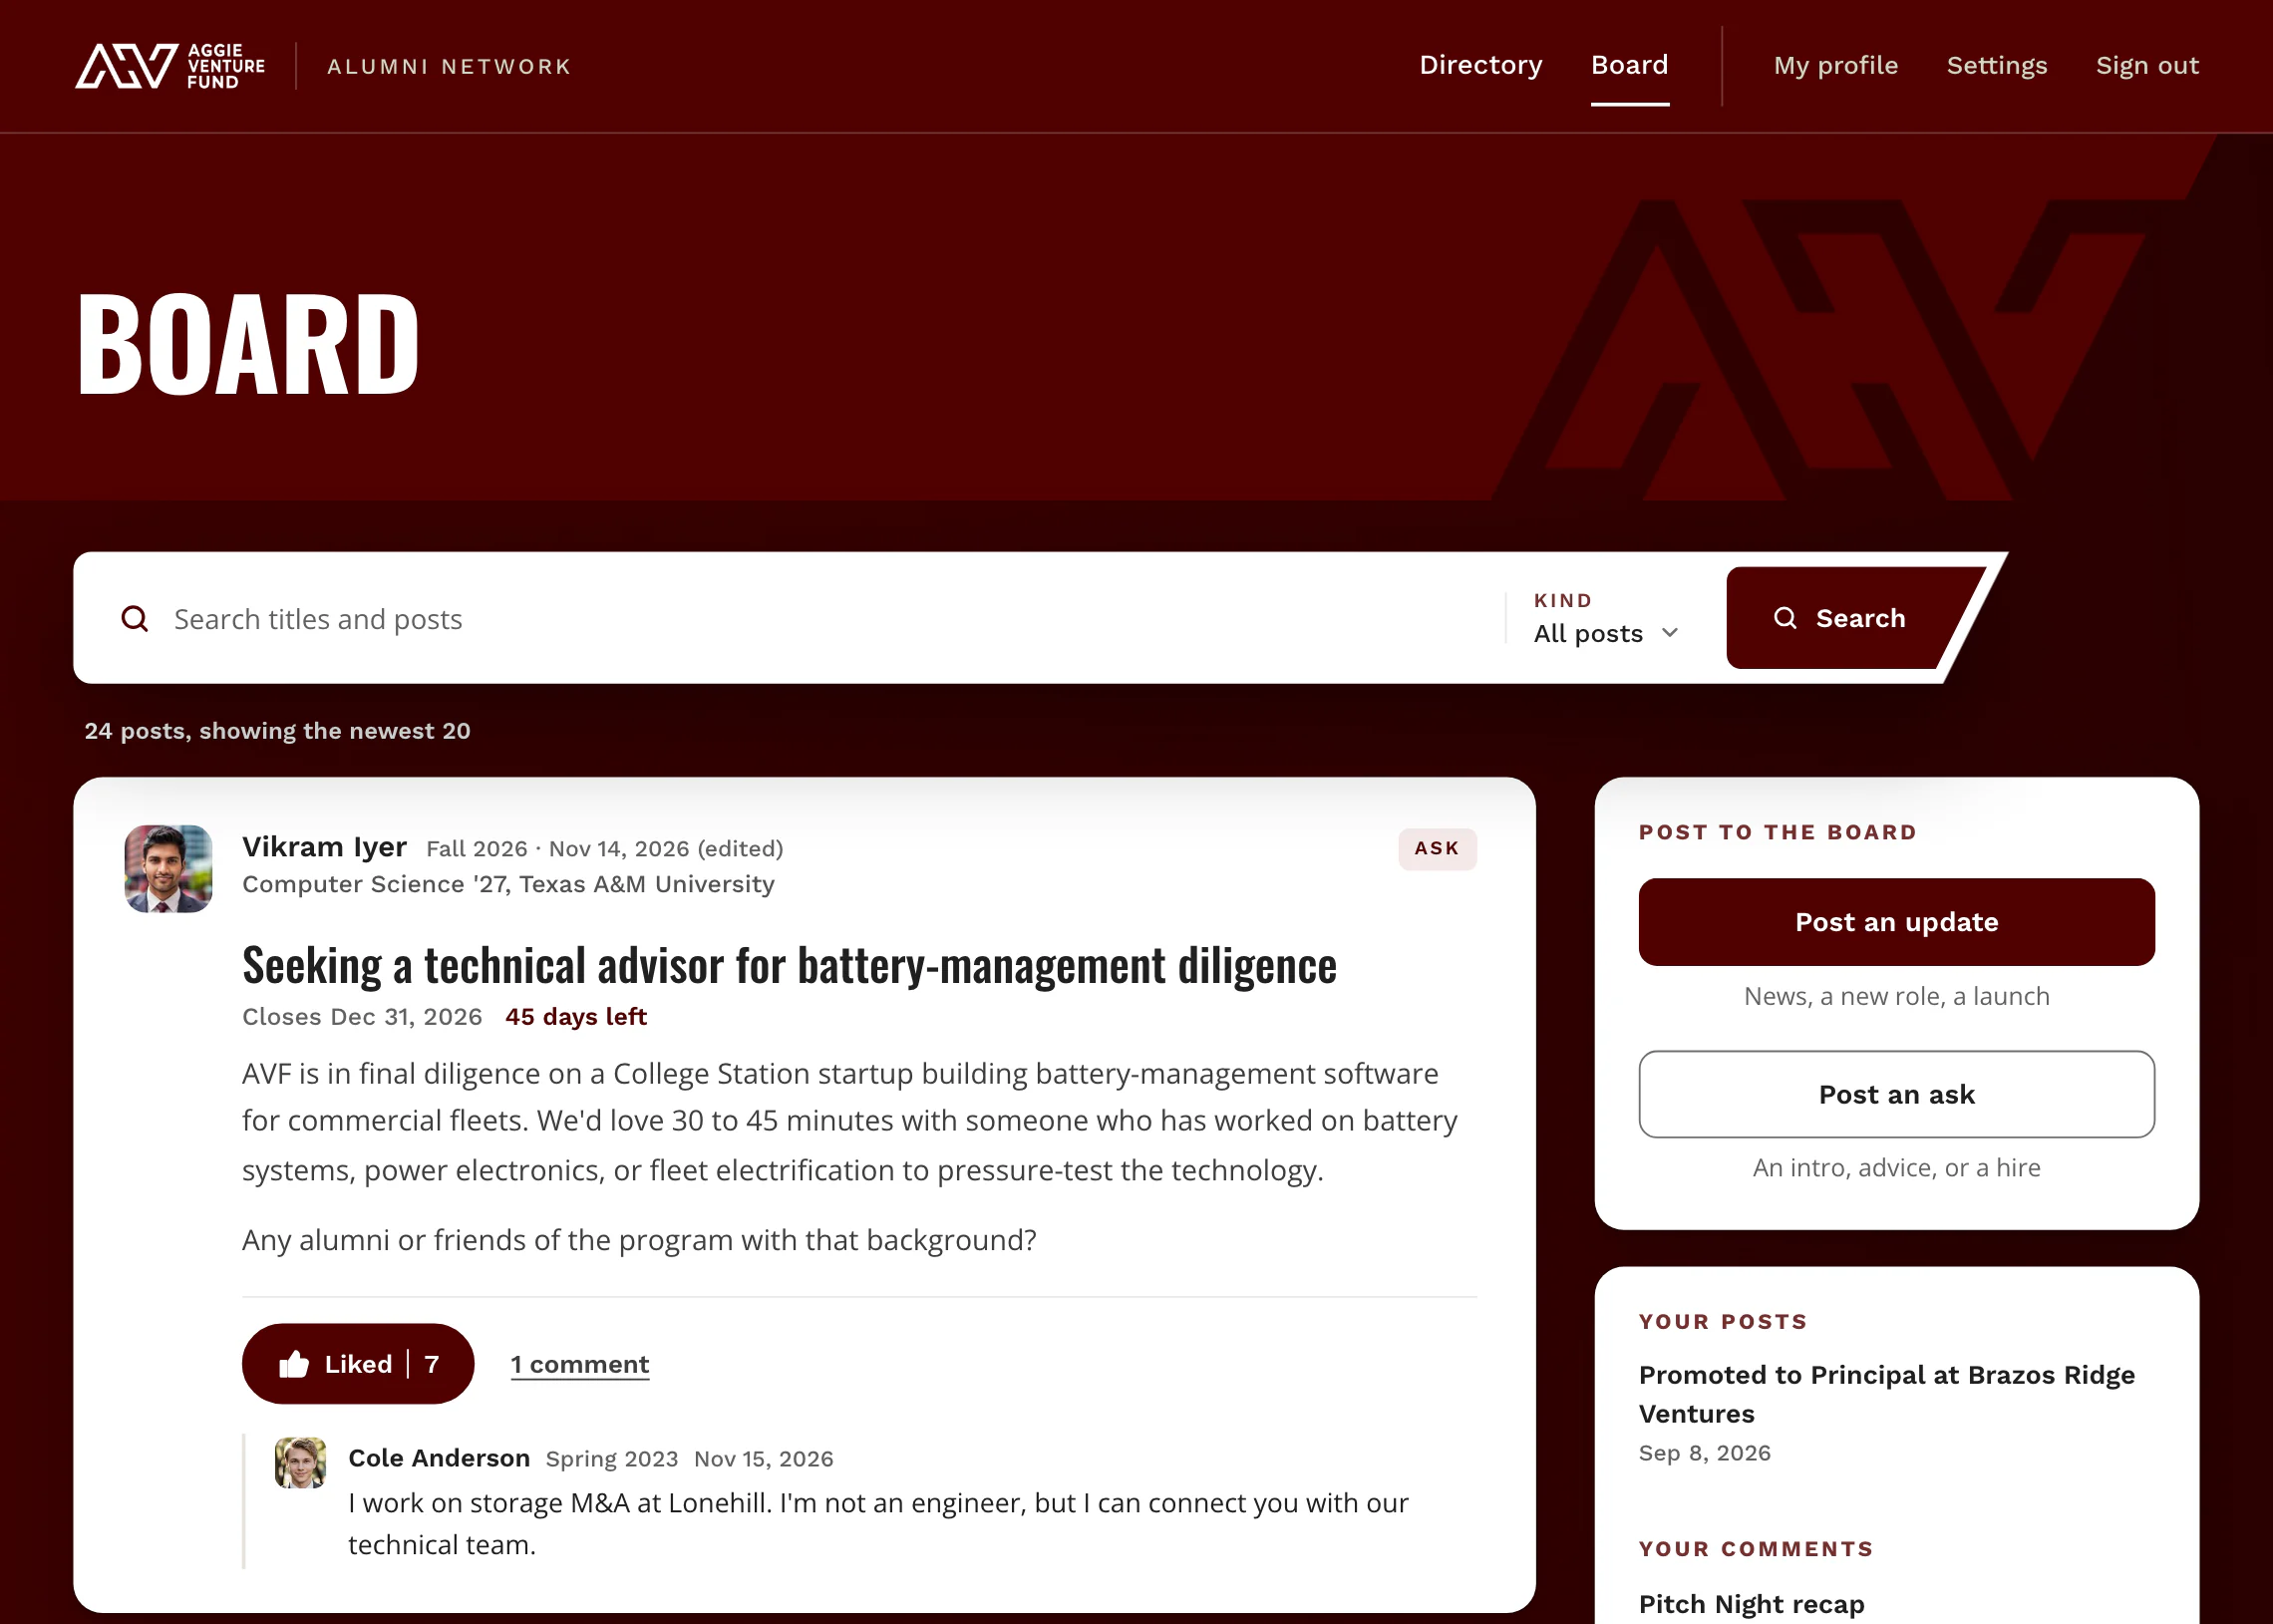 AGGIE
VENTURE
FUND
ALUMNI NETWORK
Directory
Board
My profile
Settings
Sign out
BOARD
Search titles and posts
KIND
All posts
Search
24 posts, showing the newest 20
Vikram Iyer Fall 2026 · Nov 14, 2026 (edited)
ASK
Computer Science '27, Texas A&M University
Seeking a technical advisor for battery-management diligence
Closes Dec 31, 2026 45 days left
AVF is in final diligence on a College Station startup building battery-management software
for commercial fleets. We'd love 30 to 45 minutes with someone who has worked on battery
systems, power electronics, or fleet electrification to pressure-test the technology.
Any alumni or friends of the program with that background?
Liked 7
1 comment
Cole Anderson Spring 2023 Nov 15, 2026
I work on storage M&A at Lonehill. I'm not an engineer, but I can connect you with our
technical team.
POST TO THE BOARD
Post an update
News, a new role, a launch
Post an ask
An intro, advice, or a hire
YOUR POSTS
Promoted to Principal at Brazos Ridge
Ventures
Sep 8, 2026
YOUR COMMENTS
Pitch Night recap